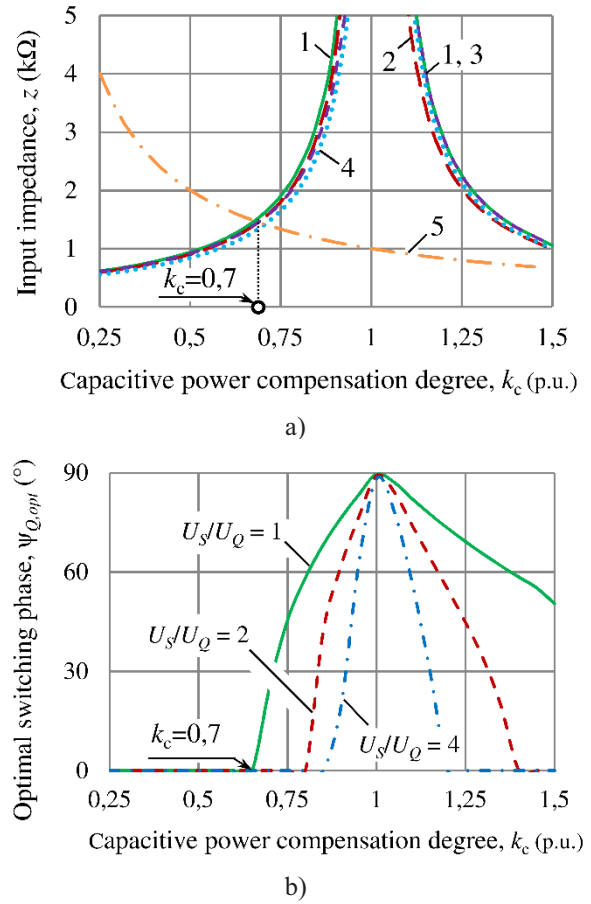 Input impedance, z (kΩ)
5
4
3
2
1
0
1
2
1, 3
4
5
kc=0,7
0,25
0,5
0,75
1
1,25
1,5
Capacitive power compensation degree, kc (p.u.)
a)
Optimal switching phase, ψQ,opt (°)
90
60
30
0
US/UQ = 1
US/UQ = 2
US/UQ = 4
kc=0,7
0,25
0,5
0,75
1
1,25
1,5
Capacitive power compensation degree, kc (p.u.)
b)